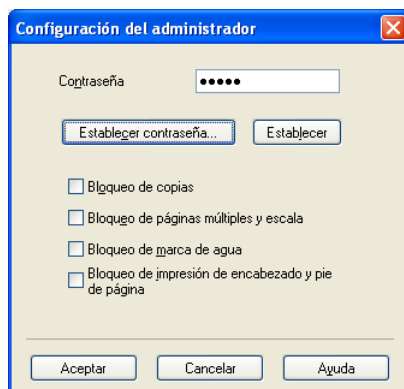 Configuración del administrador
Contraseña
•••••
Establecer contraseña...
Establecer
Bloqueo de copias
Bloqueo de páginas múltiples y escala
Bloqueo de marca de agua
Bloqueo de impresión de encabezado y pie
de página
Aceptar
Cancelar
Ayuda